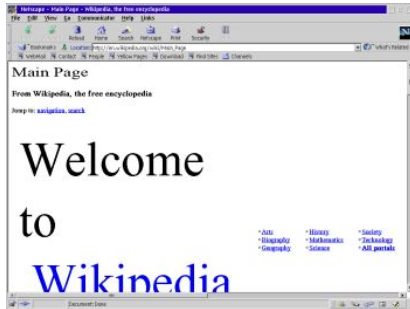 Netscape - Main Page - Wikipedia, the free encyclopedia
File Edit View Go Communicator Help Links
Reload Home Search Netscape Print Security
Bookmarks Location: http://en.wikipedia.org/wiki/Main_Page What's Related
WebMail Contact People Yellow Pages Download Find Sites Channels
Main Page
From Wikipedia, the free encyclopedia
Jump to: navigation, search
Welcome
to
Wikipedia
Arts History Society
Biography Mathematics Technology
Geography Science All portals
Document: Done